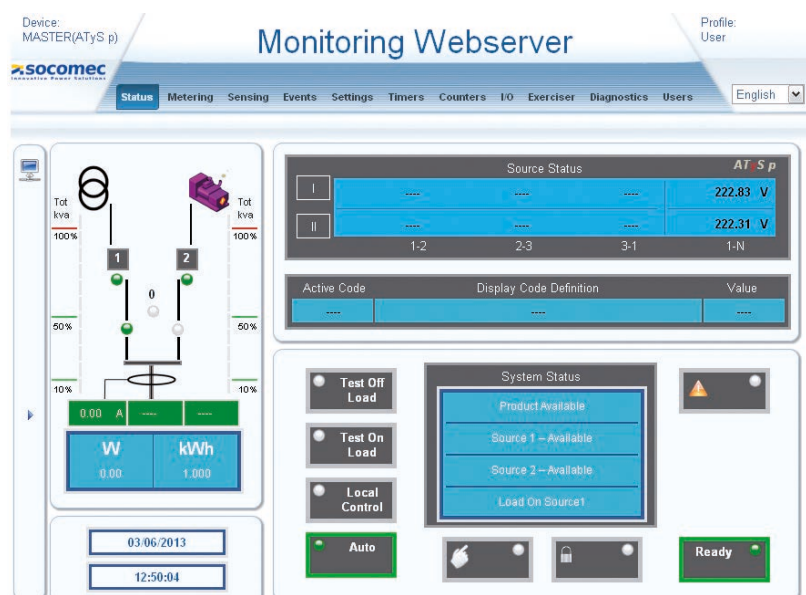 Device:
MASTER(ATyS p)
Monitoring Webserver
Profile:
User
socomec
Innovative Power Solutions
Status Metering Sensing Events Settings Timers Counters I/O Exerciser Diagnostics Users
English
Tot
kva
100%
50%
10%
Tot
kva
100%
50%
10%
1
2
0
0.00 A ---- ----
W
0.00
kWh
1.000
03/06/2013
12:50:04
Source Status
ATyS p
I ---- ---- ---- 222.83 V
II ---- ---- ---- 222.31 V
1-2 2-3 3-1 1-N
Active Code Display Code Definition Value
---- ---- ----
Test Off
Load
Test On
Load
Local
Control
Auto
System Status
Product Available
Source 1 – Available
Source 2 – Available
Load On Source1
Ready